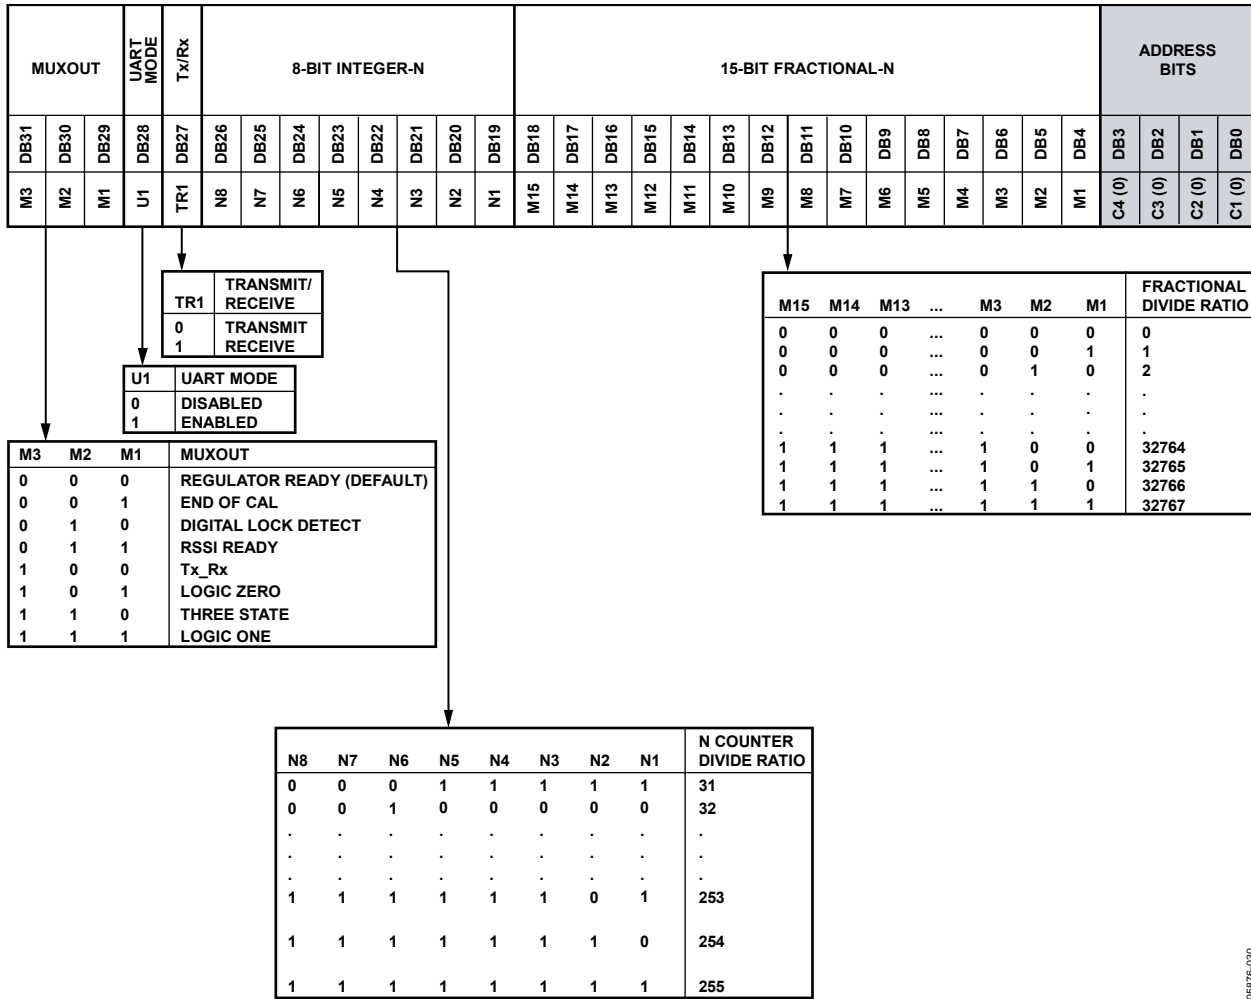 MUXOUT UART MODE Tx/Rx 8-BIT INTEGER-N 15-BIT FRACTIONAL-N ADDRESS BITS
DB31 DB30 DB29 DB28 DB27 DB26 DB25 DB24 DB23 DB22 DB21 DB20 DB19 DB18 DB17 DB16 DB15 DB14 DB13 DB12 DB11 DB10 DB9 DB8 DB7 DB6 DB5 DB4 DB3 DB2 DB1 DB0
M3 M2 M1 U1 TR1 N8 N7 N6 N5 N4 N3 N2 N1 M15 M14 M13 M12 M11 M10 M9 M8 M7 M6 M5 M4 M3 M2 M1 C4 (0) C3 (0) C2 (0) C1 (0)
TR1 TRANSMIT/ RECEIVE
0 TRANSMIT
1 RECEIVE
U1 UART MODE
0 DISABLED
1 ENABLED
M3 M2 M1 MUXOUT
0 0 0 REGULATOR READY (DEFAULT)
0 0 1 END OF CAL
0 1 0 DIGITAL LOCK DETECT
0 1 1 RSSI READY
1 0 0 Tx_Rx
1 0 1 LOGIC ZERO
1 1 0 THREE STATE
1 1 1 LOGIC ONE
M15 M14 M13 ... M3 M2 M1 FRACTIONAL DIVIDE RATIO
0 0 0 ... 0 0 0 0
0 0 0 ... 0 0 1 1
0 0 0 ... 0 1 0 2
. . . ... . . . .
. . . ... . . . .
. . . ... . . . .
1 1 1 ... 1 0 0 32764
1 1 1 ... 1 0 1 32765
1 1 1 ... 1 1 0 32766
1 1 1 ... 1 1 1 32767
N8 N7 N6 N5 N4 N3 N2 N1 N COUNTER DIVIDE RATIO
0 0 0 1 1 1 1 1 31
0 0 1 0 0 0 0 0 32
. . . . . . . . .
. . . . . . . . .
. . . . . . . . .
1 1 1 1 1 1 0 1 253
1 1 1 1 1 1 1 0 254
1 1 1 1 1 1 1 1 255
05876-030